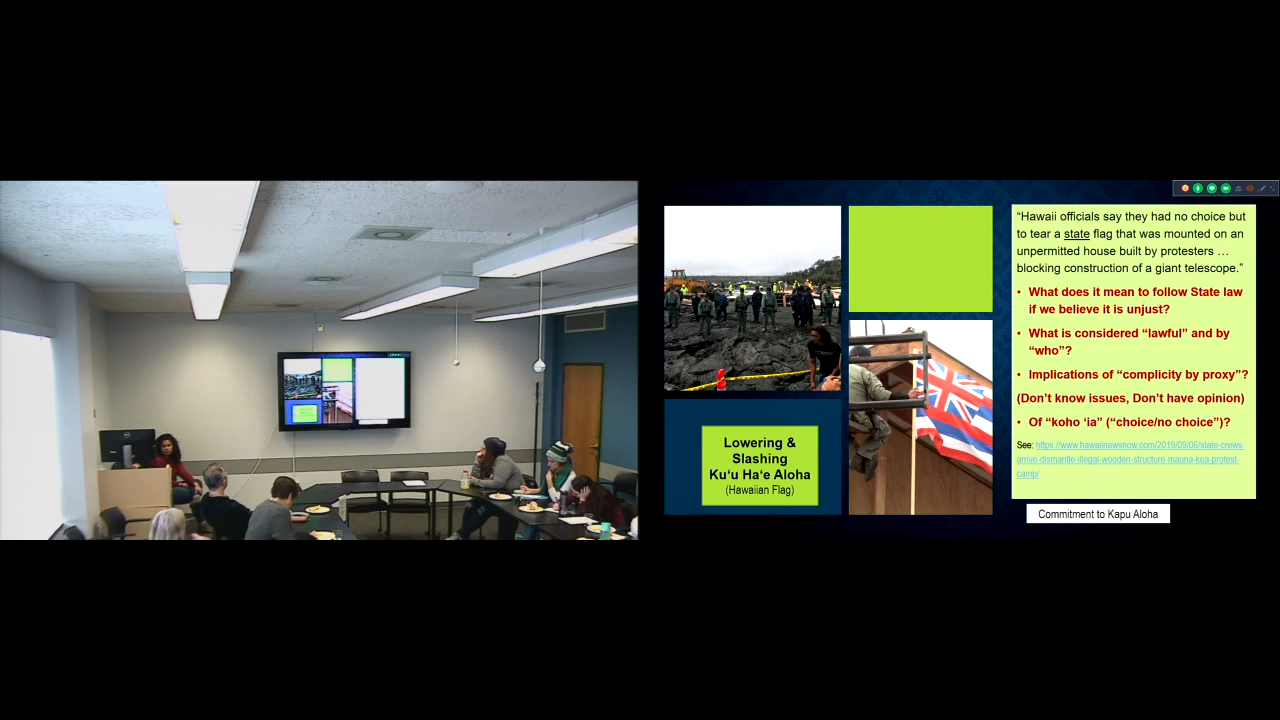 “Hawaii officials say they had no choice but
to tear a state flag that was mounted on an
unpermitted house built by protesters …
blocking construction of a giant telescope.”
• What does it mean to follow State law
if we believe it is unjust?
• What is considered “lawful” and by
“who”?
• Implications of “complicity by proxy”?
(Don’t know issues, Don’t have opinion)
• Of “koho ‘ia” (“choice/no choice”)?
See: https://www.hawaiinewsnow.com/2019/09/06/state-crews-
arrive-dismantle-illegal-wooden-structure-mauna-kea-protest-
camp/
Lowering &
Slashing
Ku‘u Ha‘e Aloha
(Hawaiian Flag)
Commitment to Kapu Aloha